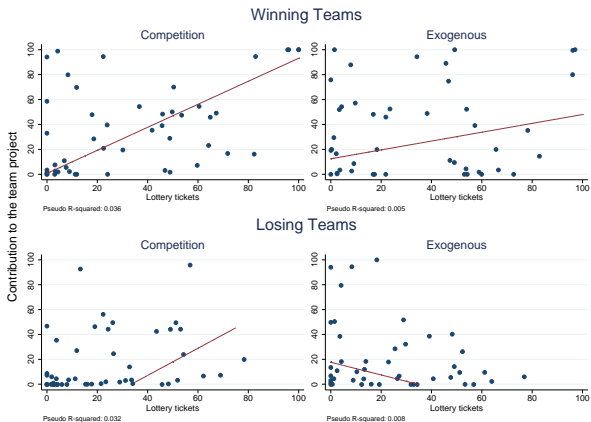 Winning Teams
Competition
Exogenous
100
80
60
40
20
0
0 20 40 60 80 100
Lottery tickets
Pseudo R-squared: 0.036
100
80
60
40
20
0
0 20 40 60 80 100
Lottery tickets
Pseudo R-squared: 0.005
Contribution to the team project
Losing Teams
Competition
Exogenous
100
80
60
40
20
0
0 20 40 60 80 100
Lottery tickets
Pseudo R-squared: 0.032
100
80
60
40
20
0
0 20 40 60 80 100
Lottery tickets
Pseudo R-squared: 0.008